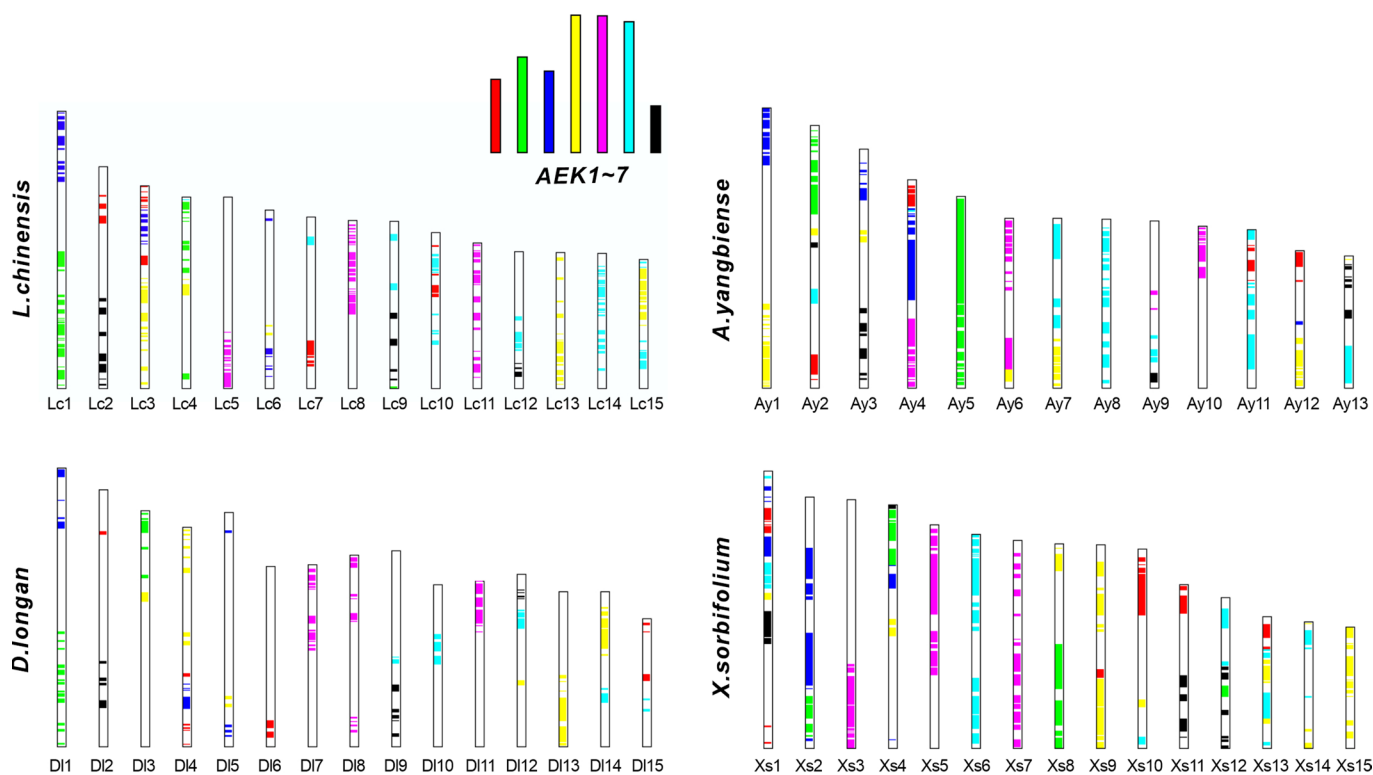 AEK1~7
L.chinensis
Lc1 Lc2 Lc3 Lc4 Lc5 Lc6 Lc7 Lc8 Lc9 Lc10 Lc11 Lc12 Lc13 Lc14 Lc15
A.yangbiense
Ay1 Ay2 Ay3 Ay4 Ay5 Ay6 Ay7 Ay8 Ay9 Ay10 Ay11 Ay12 Ay13
D.longan
Dl1 Dl2 Dl3 Dl4 Dl5 Dl6 Dl7 Dl8 Dl9 Dl10 Dl11 Dl12 Dl13 Dl14 Dl15
X.sorbifolium
Xs1 Xs2 Xs3 Xs4 Xs5 Xs6 Xs7 Xs8 Xs9 Xs10 Xs11 Xs12 Xs13 Xs14 Xs15